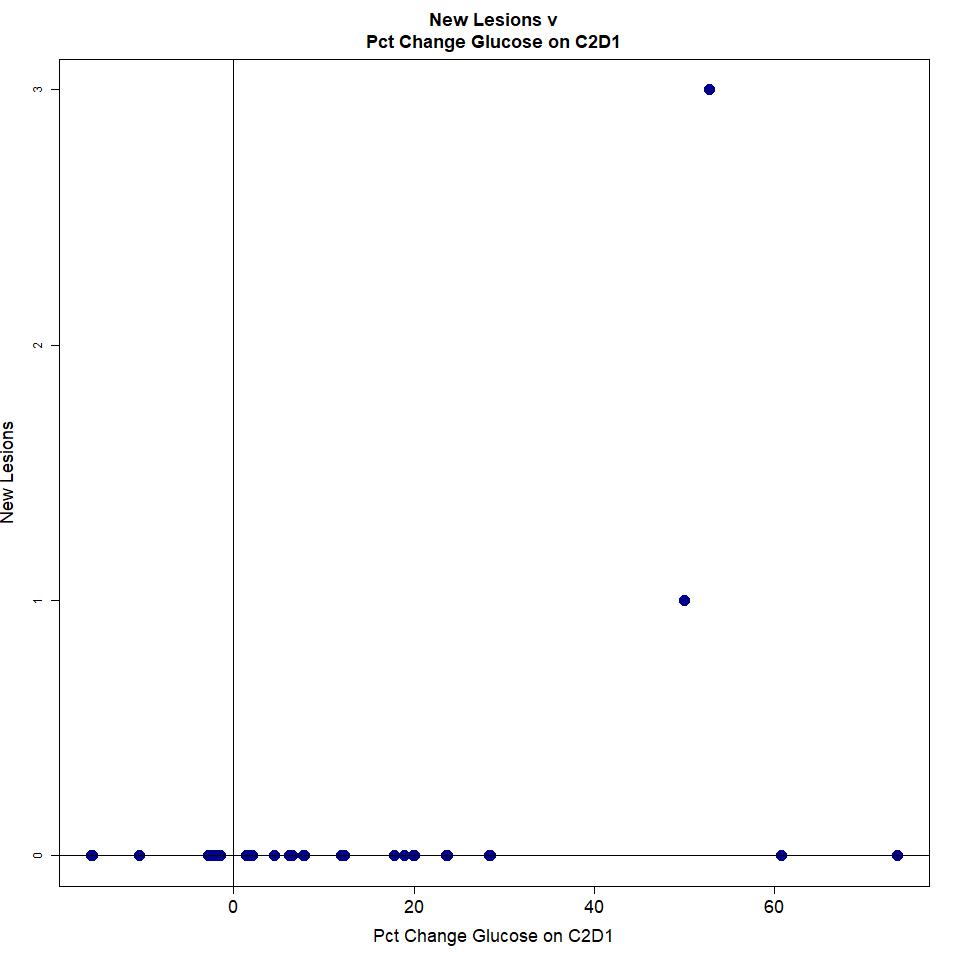 New Lesions v
Pct Change Glucose on C2D1
3
2
1
0
New Lesions
0 20 40 60
Pct Change Glucose on C2D1